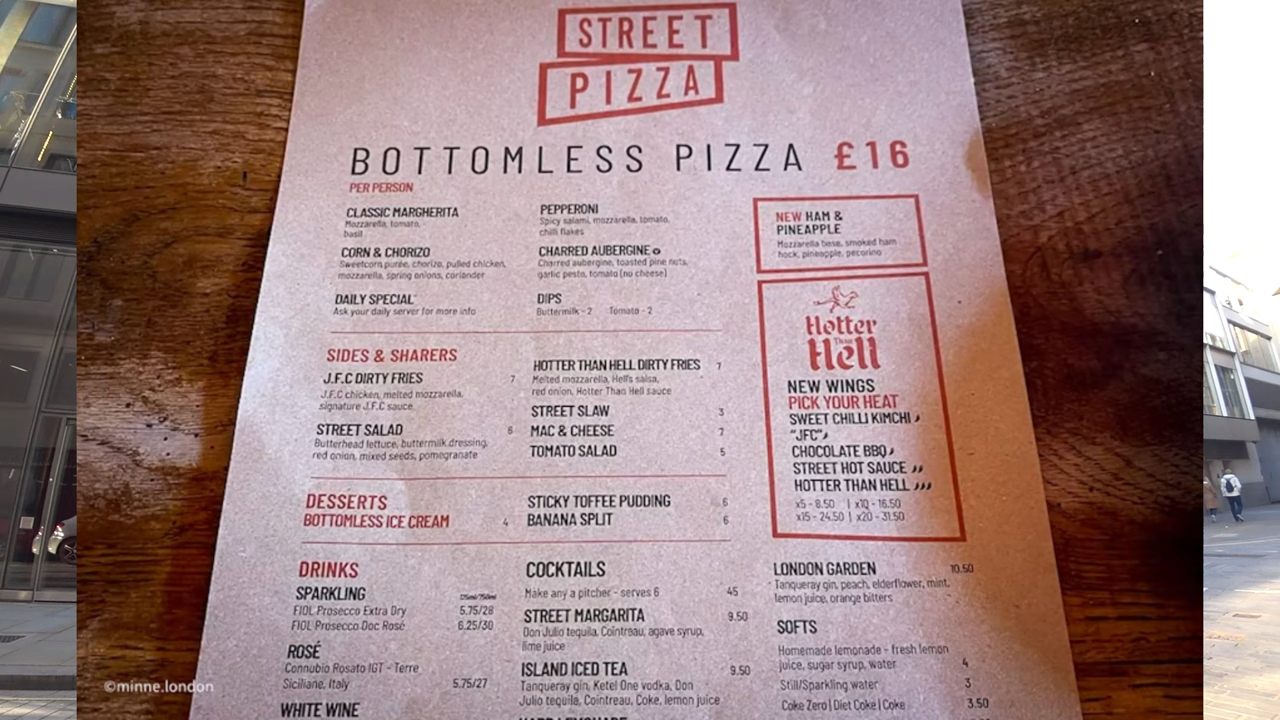 STREET
PIZZA
BOTTOMLESS PIZZA £16
PER PERSON
CLASSIC MARGHERITA
Mozzarella, tomato,
basil
CORN & CHORIZO
Sweetcorn purée, chorizo, pulled chicken,
mozzarella, spring onions, coriander
DAILY SPECIAL
Ask your daily server for more info
PEPPERONI
Spicy salami, mozzarella, tomato,
chilli flakes
CHARRED AUBERGINE
Charred aubergine, toasted pine nuts,
garlic pesto, tomato (no cheese)
DIPS
Buttermilk - 2 Tomato - 2
NEW HAM &
PINEAPPLE
Mozzarella base, smoked ham
hock, pineapple, pecorino
SIDES & SHARERS
J.F.C DIRTY FRIES 7
J.F.C chicken, melted mozzarella,
signature J.F.C sauce
STREET SALAD 6
Butterhead lettuce, buttermilk dressing,
red onion, mixed seeds, pomegranate
HOTTER THAN HELL DIRTY FRIES 7
Melted mozzarella, Hell's salsa,
red onion, Hotter Than Hell sauce
STREET SLAW 3
MAC & CHEESE 7
TOMATO SALAD 5
Hotter
Than
Hell
NEW WINGS
PICK YOUR HEAT
SWEET CHILLI KIMCHI
"JFC"
CHOCOLATE BBQ
STREET HOT SAUCE
HOTTER THAN HELL
x5 - 8.50 | x10 - 16.50
x15 - 24.50 | x20 - 31.50
DESSERTS
BOTTOMLESS ICE CREAM 4
STICKY TOFFEE PUDDING 6
BANANA SPLIT 6
DRINKS
SPARKLING 125ml/750ml
FIOL Prosecco Extra Dry 5.75/28
FIOL Prosecco Doc Rosé 6.25/30
ROSÉ
Connubio Rosato IGT - Terre
Siciliane, Italy 5.75/27
WHITE WINE
COCKTAILS
Make any a pitcher - serves 6 45
STREET MARGARITA 9.50
Don Julio tequila, Cointreau, agave syrup,
lime juice
ISLAND ICED TEA 9.50
Tanqueray gin, Ketel One vodka, Don
Julio tequila, Cointreau, Coke, lemon juice
HARD LEMONADE
LONDON GARDEN 10.50
Tanqueray gin, peach, elderflower, mint,
lemon juice, orange bitters
SOFTS
Homemade lemonade - fresh lemon
juice, sugar syrup, water 4
Still/Sparkling water 3
Coke Zero | Diet Coke | Coke 3.50
©minne.london